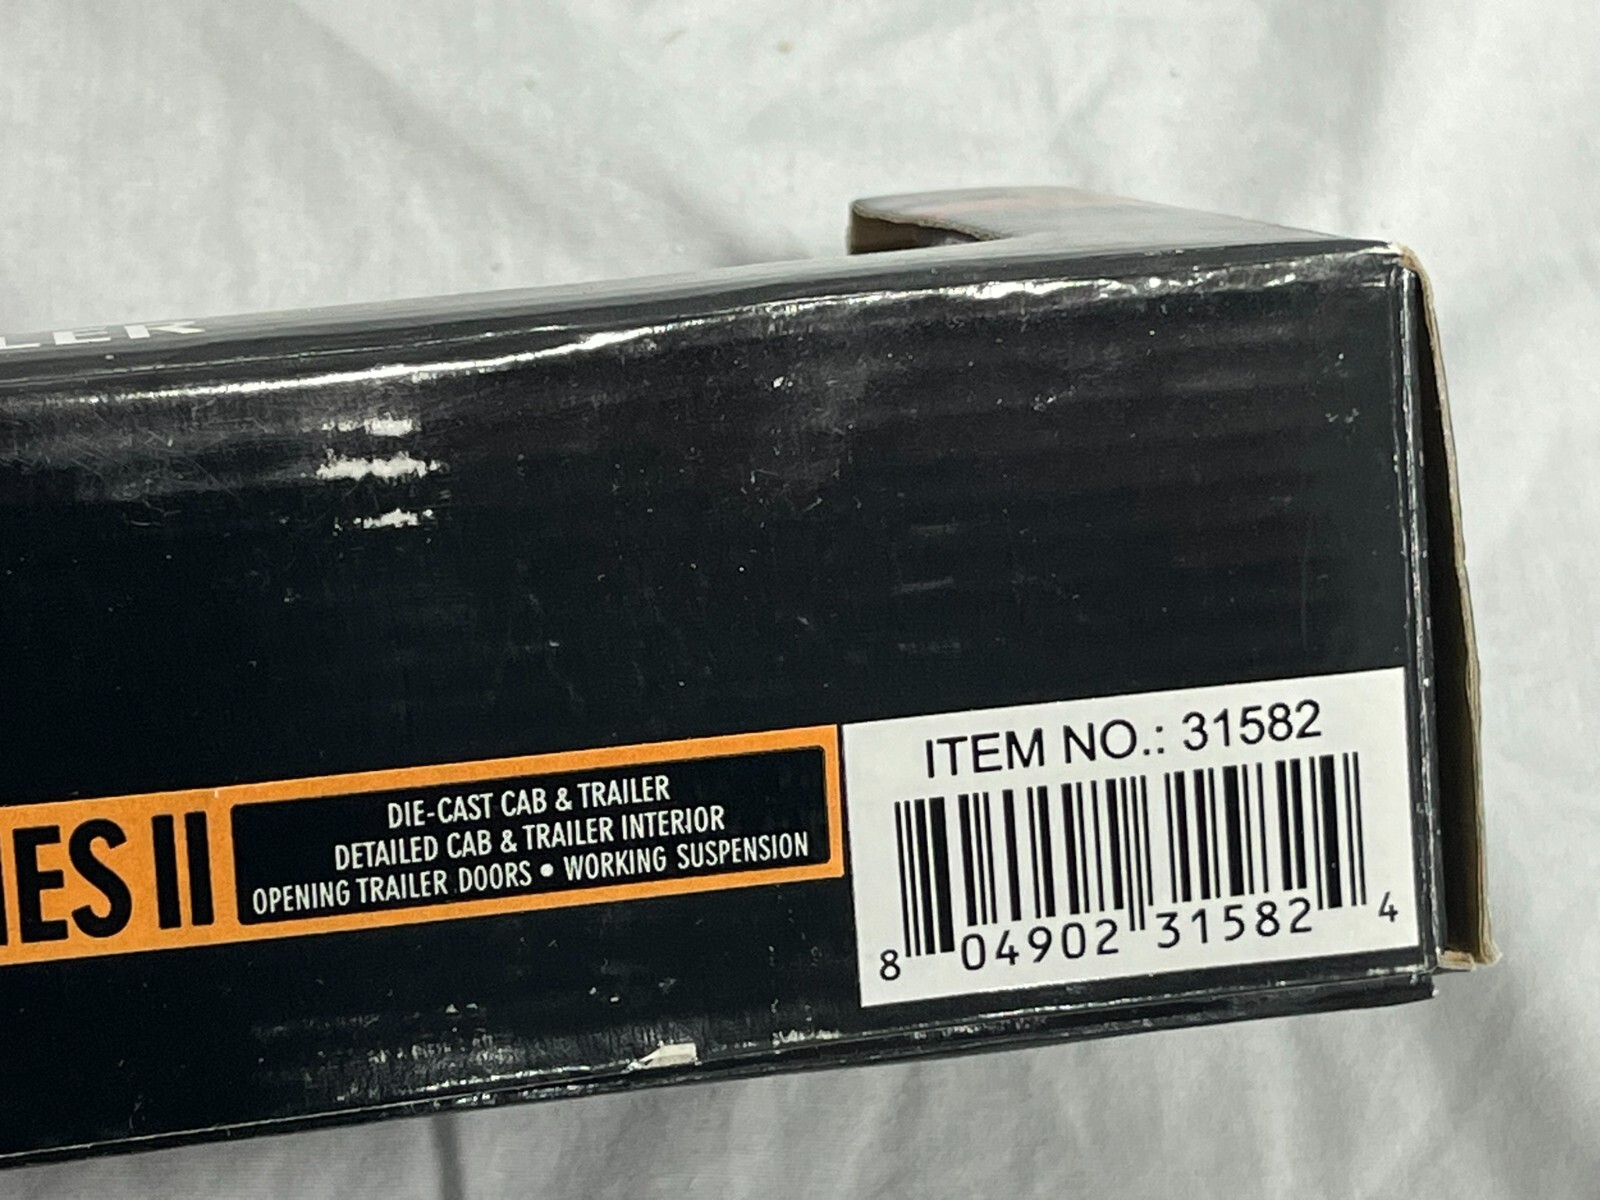 II
DIE-CAST CAB & TRAILER
DETAILED CAB & TRAILER INTERIOR
OPENING TRAILER DOORS • WORKING SUSPENSION
ITEM NO.: 31582
8 04902 31582 4